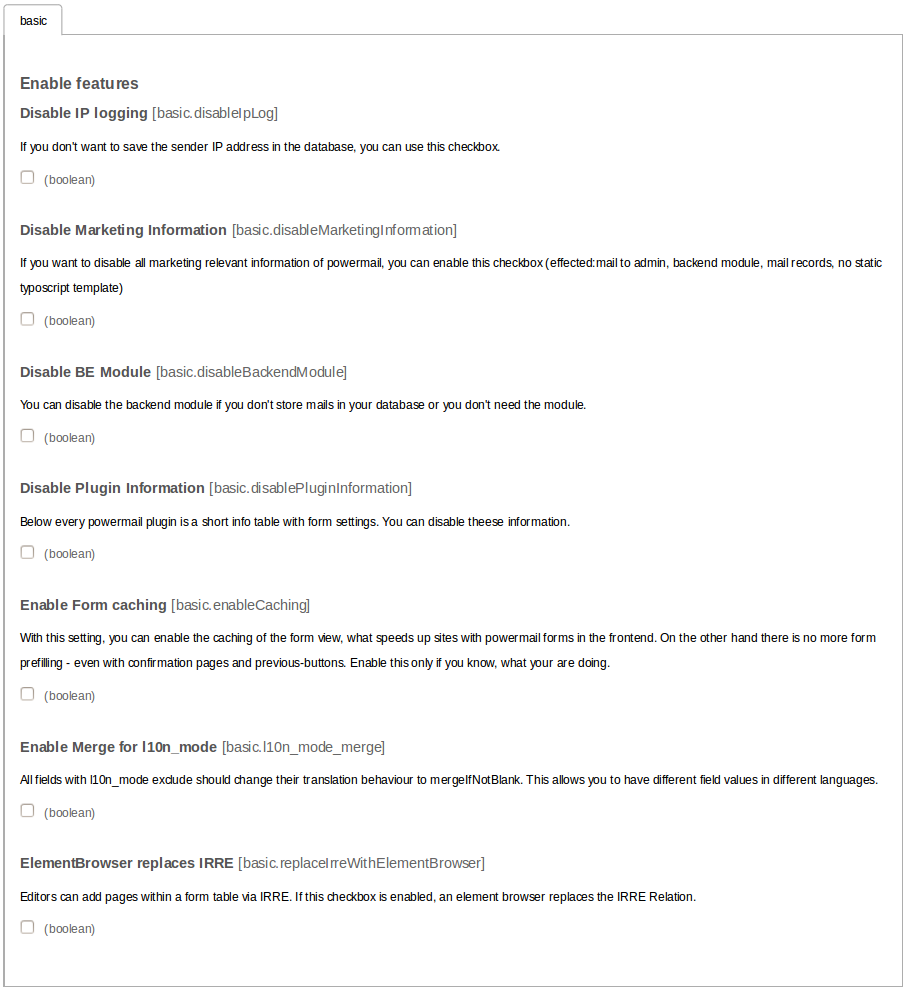 basic
Enable features
Disable IP logging [basic.disableIpLog]
If you don't want to save the sender IP address in the database, you can use this checkbox.
(boolean)
Disable Marketing Information [basic.disableMarketingInformation]
If you want to disable all marketing relevant information of powermail, you can enable this checkbox (effected:mail to admin, backend module, mail records, no static
typoscript template)
(boolean)
Disable BE Module [basic.disableBackendModule]
You can disable the backend module if you don't store mails in your database or you don't need the module.
(boolean)
Disable Plugin Information [basic.disablePluginInformation]
Below every powermail plugin is a short info table with form settings. You can disable theese information.
(boolean)
Enable Form caching [basic.enableCaching]
With this setting, you can enable the caching of the form view, what speeds up sites with powermail forms in the frontend. On the other hand there is no more form
prefilling - even with confirmation pages and previous-buttons. Enable this only if you know, what your are doing.
(boolean)
Enable Merge for l10n_mode [basic.l10n_mode_merge]
All fields with l10n_mode exclude should change their translation behaviour to mergeIfNotBlank. This allows you to have different field values in different languages.
(boolean)
ElementBrowser replaces IRRE [basic.replaceIrreWithElementBrowser]
Editors can add pages within a form table via IRRE. If this checkbox is enabled, an element browser replaces the IRRE Relation.
(boolean)